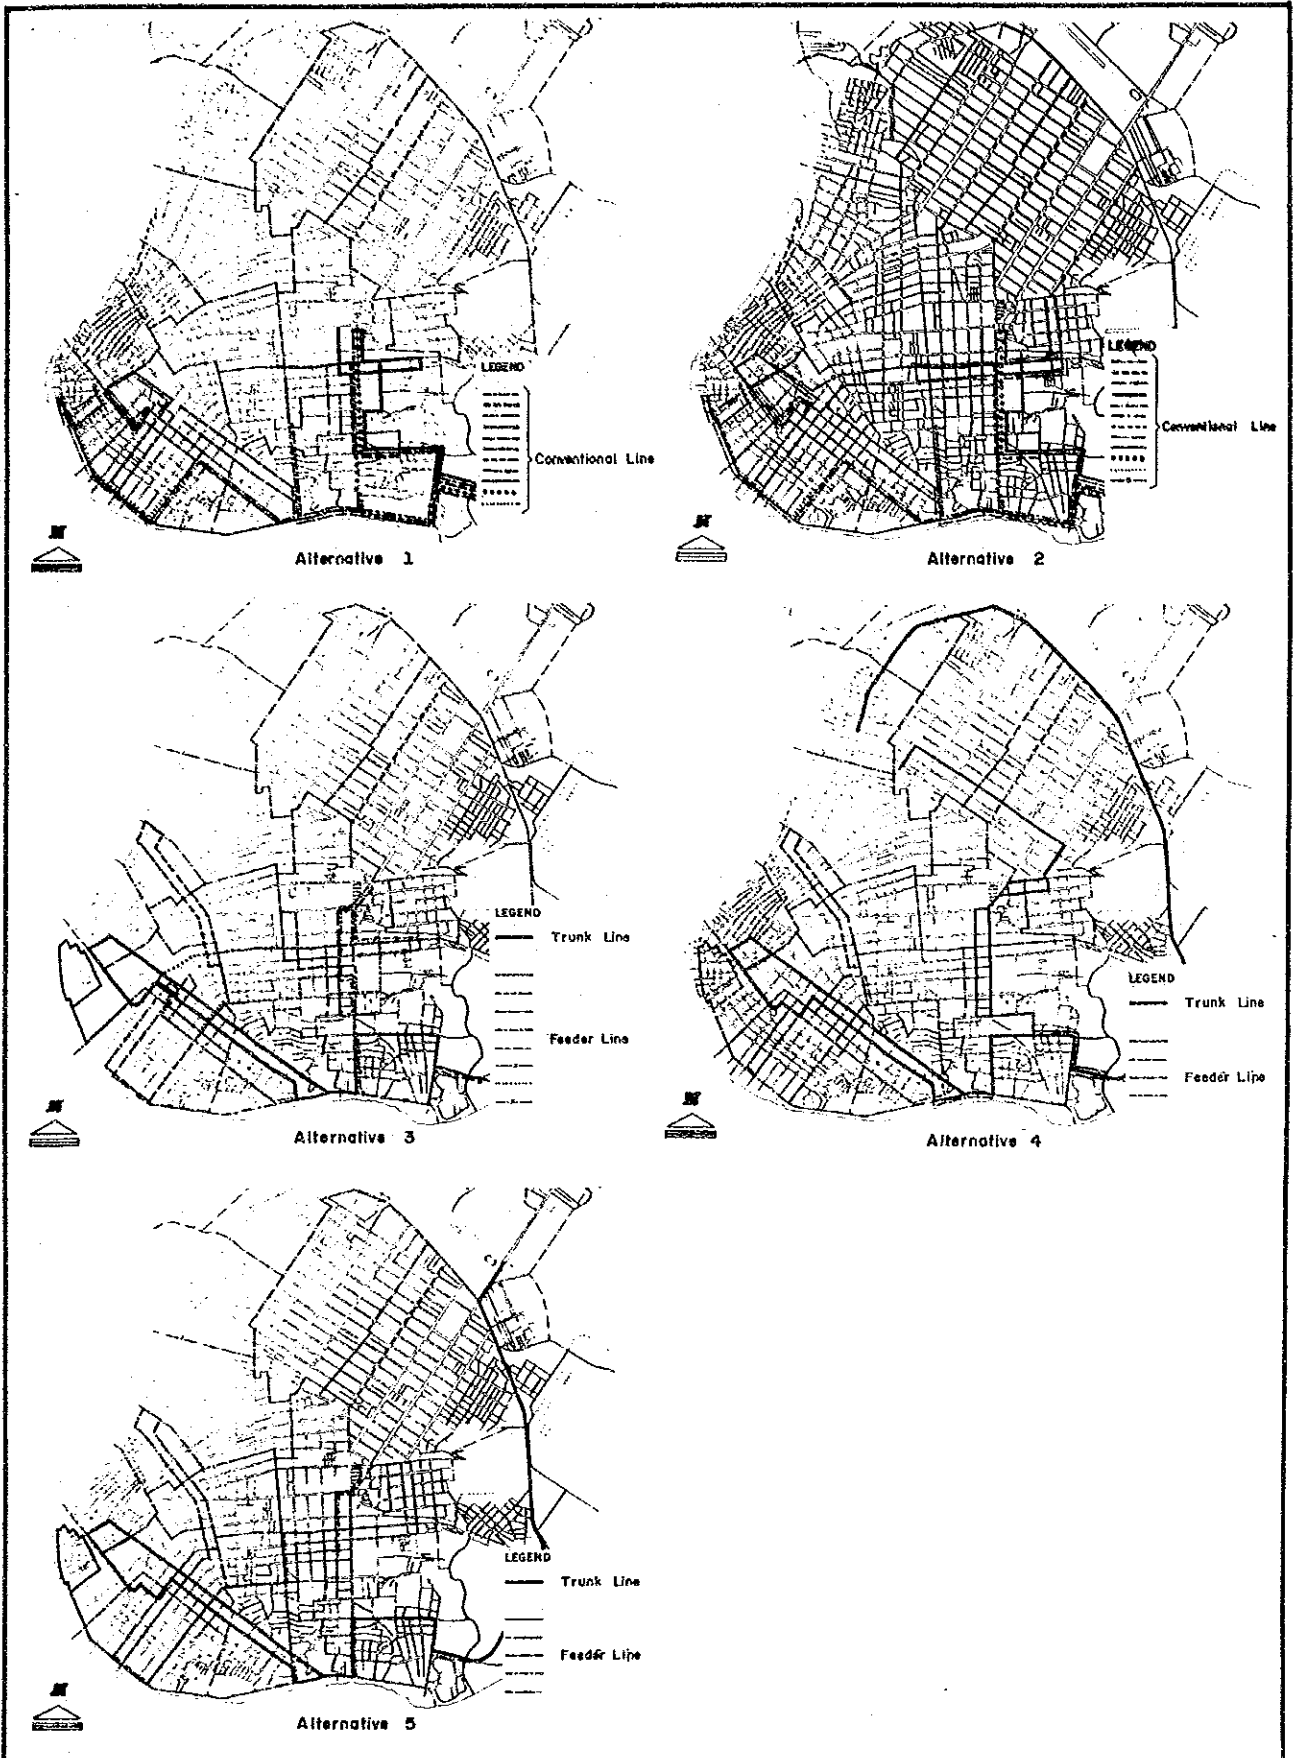 LEGEND
Conventional Line
N
Alternative 1
LEGEND
Conventional Line
N
Alternative 2
LEGEND
Trunk Line
Feeder Line
N
Alternative 3
LEGEND
Trunk Line
Feeder Line
N
Alternative 4
LEGEND
Trunk Line
Feeder Line
N
Alternative 5